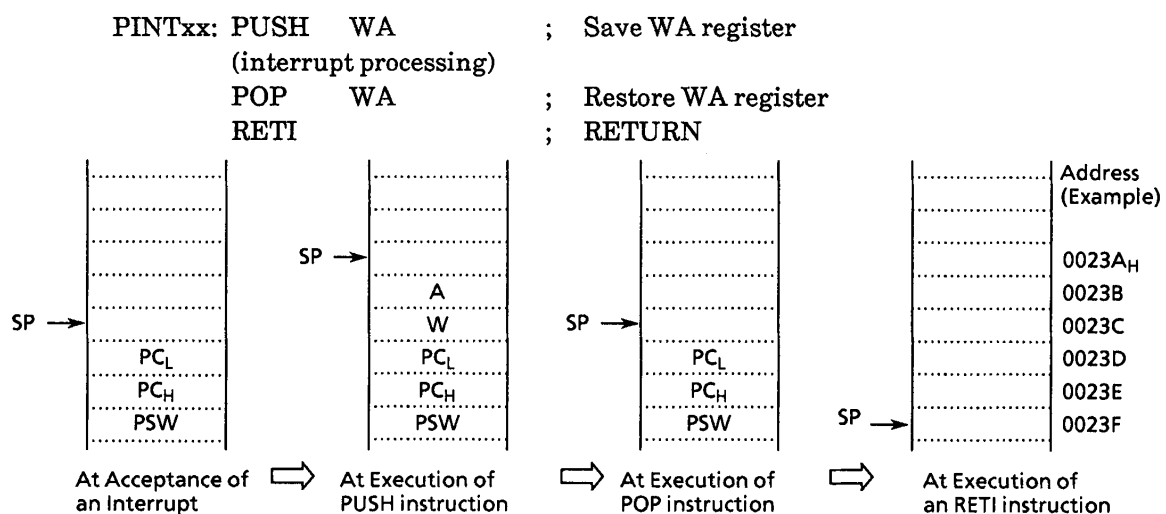 PINTxx: PUSH WA ; Save WA register
(interrupt processing)
POP WA ; Restore WA register
RETI ; RETURN
Address
(Example)
SP 0023AH
A 0023B
SP W SP 0023C
PCL PCL PCL 0023D
PCH PCH PCH 0023E
PSW PSW PSW SP 0023F
At Acceptance of
an Interrupt
At Execution of
PUSH instruction
At Execution of
POP instruction
At Execution of
an RETI instruction